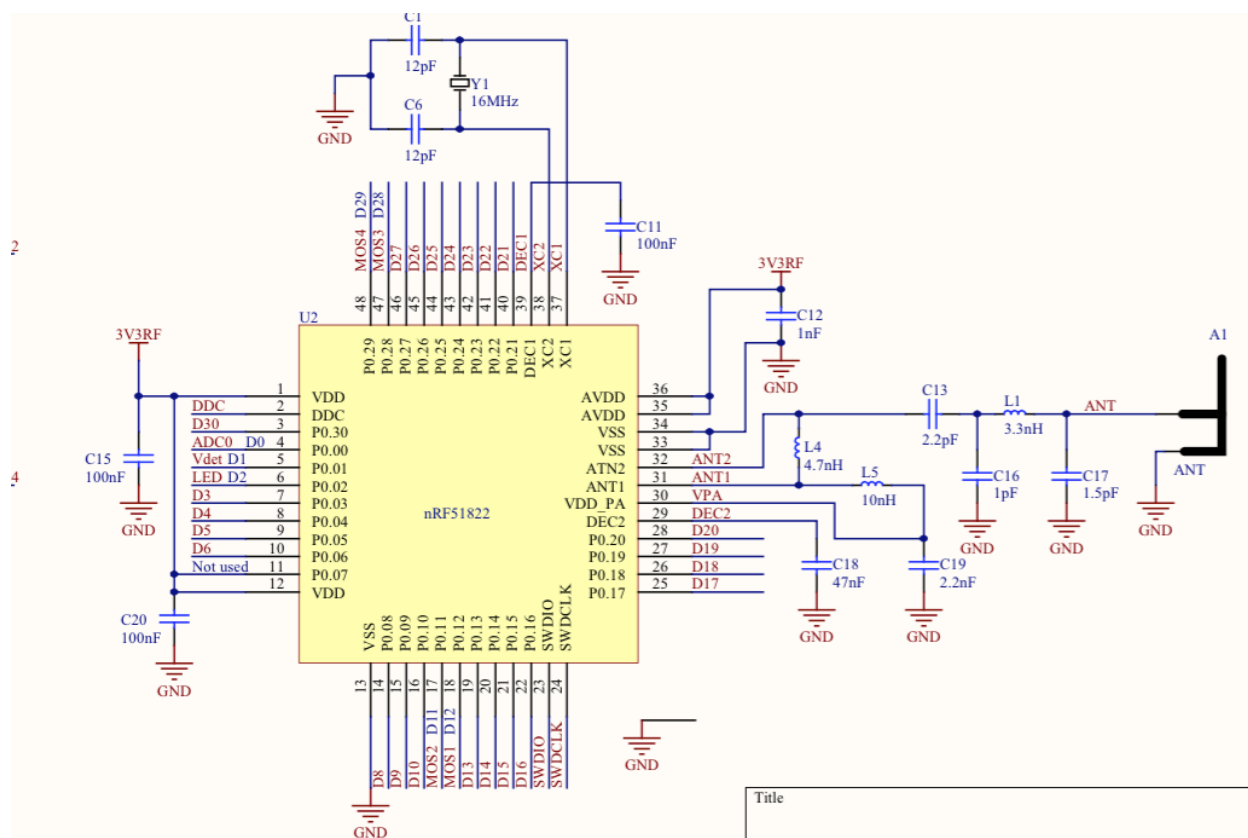 C1
12pF
Y1
16MHz
C6
GND
12pF
MOS4 D29
MOS3 D28
D27
D26
D25
D24
D23
D22
D21
DEC1
XC2
XC1
C11
100nF
GND
2
48
47
46
45
44
43
42
41
40
39
38
37
3V3RF
C12
1nF
GND
U2
3V3RF
P0.29
P0.28
P0.27
P0.26
P0.25
P0.24
P0.23
P0.22
P0.21
DEC1
XC2
XC1
A1
1 VDD
DDC 2 DDC
D30 3 P0.30
ADC0 D0 4 P0.00
Vdet D1 5 P0.01
LED D2 6 P0.02
D3 7 P0.03
D4 8 P0.04
D5 9 P0.05
D6 10 P0.06
Not used 11 P0.07
12 VDD
C15
100nF
GND
4
C20
100nF
GND
nRF51822
AVDD 36
AVDD 35
VSS 34
VSS 33
ATN2 32 ANT2
ANT1 31 ANT1
VDD_PA 30 VPA
DEC2 29 DEC2
P0.20 28 D20
P0.19 27 D19
P0.18 26 D18
P0.17 25 D17
C13
2.2pF
L1
3.3nH
ANT
L4
4.7nH
L5
10nH
C16
1pF
GND
C17
1.5pF
GND
ANT
GND
C18
47nF
GND
C19
2.2nF
GND
VSS
P0.08
P0.09
P0.10
P0.11
P0.12
P0.13
P0.14
P0.15
P0.16
SWDIO
SWDCLK
13
14
15
16
17
18
19
20
21
22
23
24
D8
D9
D10
MOS2 D11
MOS1 D12
D13
D14
D15
D16
SWDIO
SWDCLK
GND
GND
Title